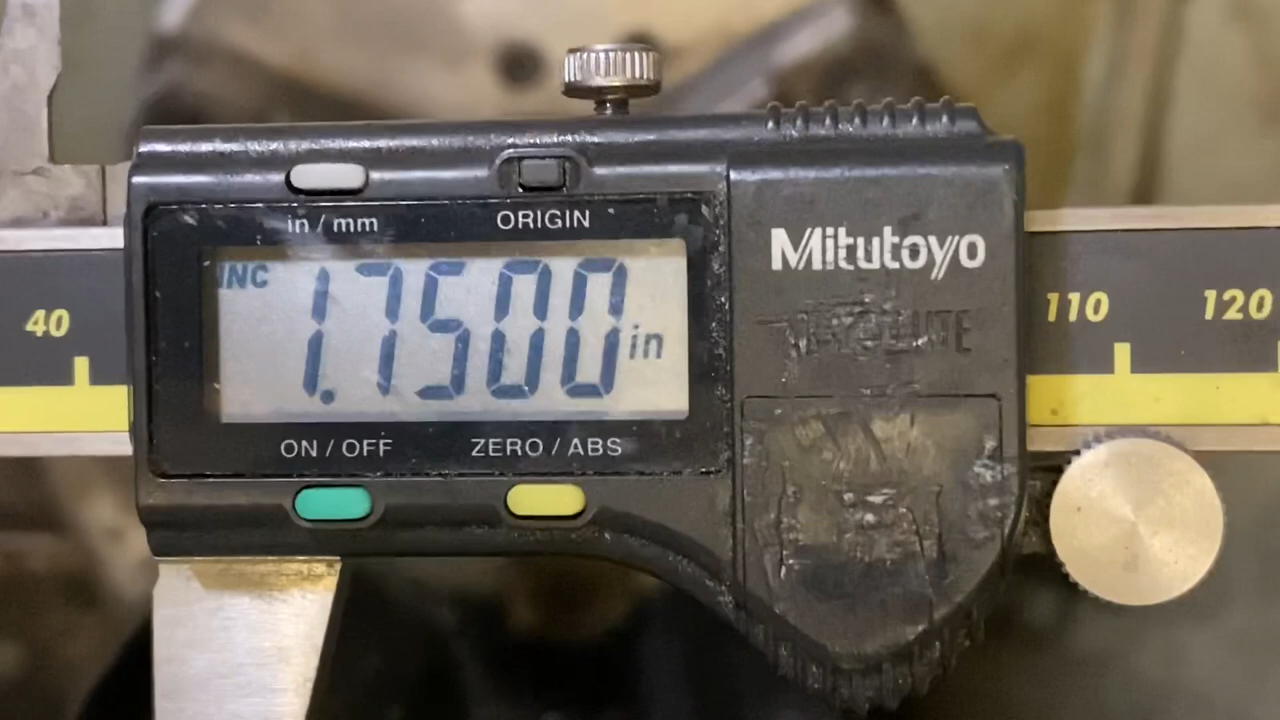 in / mm
ORIGIN
INC
1.7500 in
ON / OFF
ZERO / ABS
Mitutoyo
40
110
120